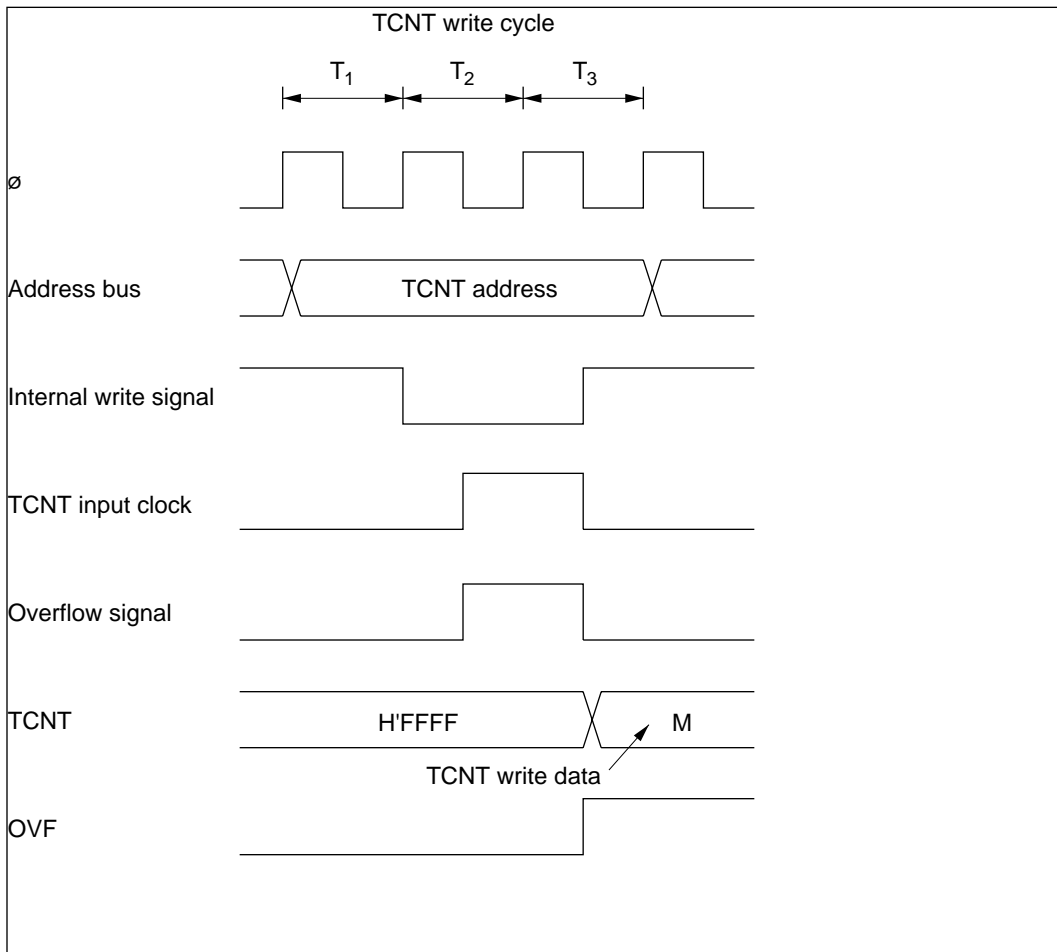 TCNT write cycle
T1 T2 T3
ø
Address bus TCNT address
Internal write signal
TCNT input clock
Overflow signal
TCNT H'FFFF M
TCNT write data
OVF